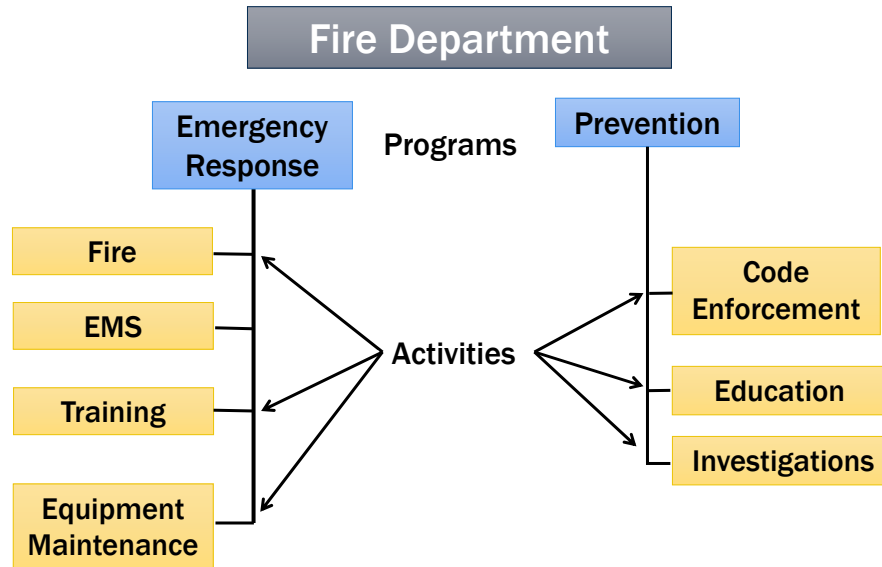 Fire Department
Emergency
Response
Programs
Prevention
Fire
EMS
Training
Equipment
Maintenance
Activities
Code
Enforcement
Education
Investigations